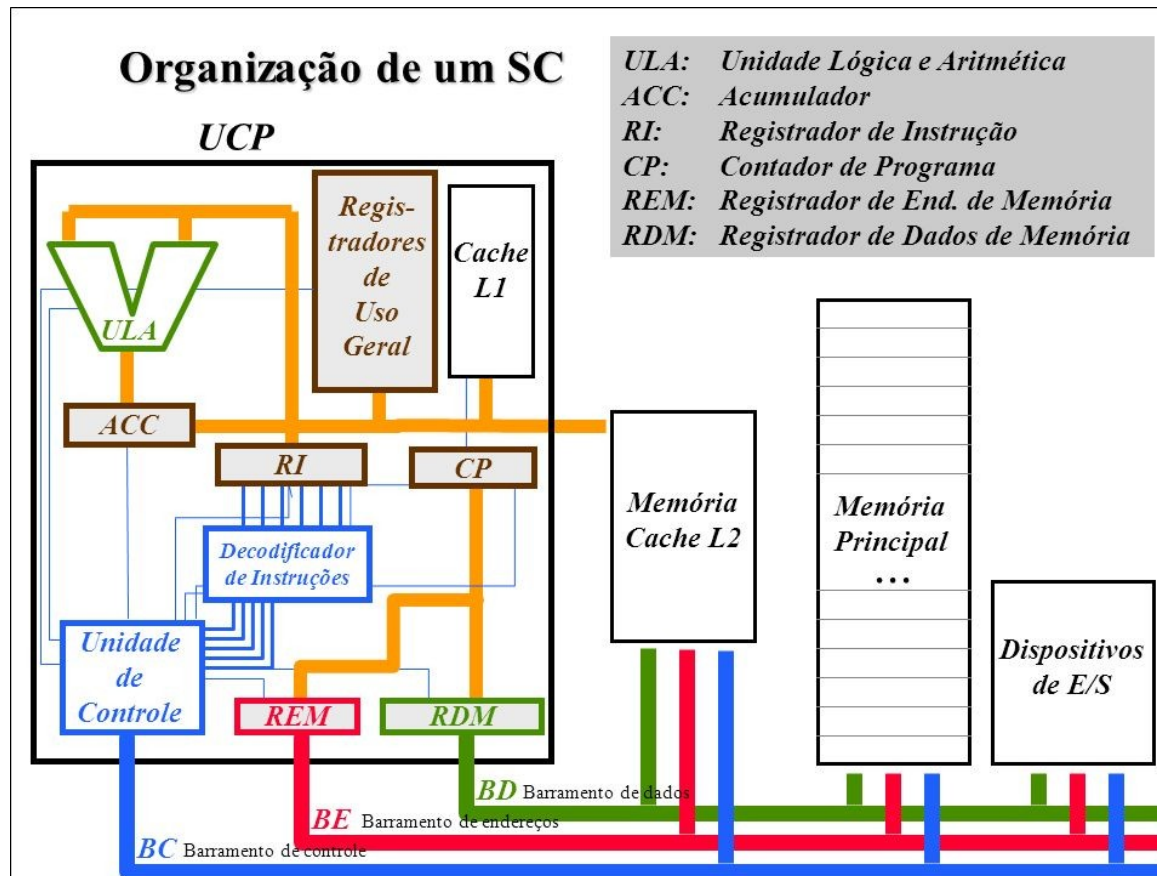 Organização de um SC
ULA: Unidade Lógica e Aritmética
ACC: Acumulador
RI: Registrador de Instrução
CP: Contador de Programa
REM: Registrador de End. de Memória
RDM: Registrador de Dados de Memória
UCP
ULA
Regis-
tradores
de
Uso
Geral
Cache
L1
ACC
RI
CP
Decodificador
de Instruções
Unidade
de
Controle
REM
RDM
Memória
Cache L2
Memória
Principal
...
Dispositivos
de E/S
BD Barramento de dados
BE Barramento de endereços
BC Barramento de controle